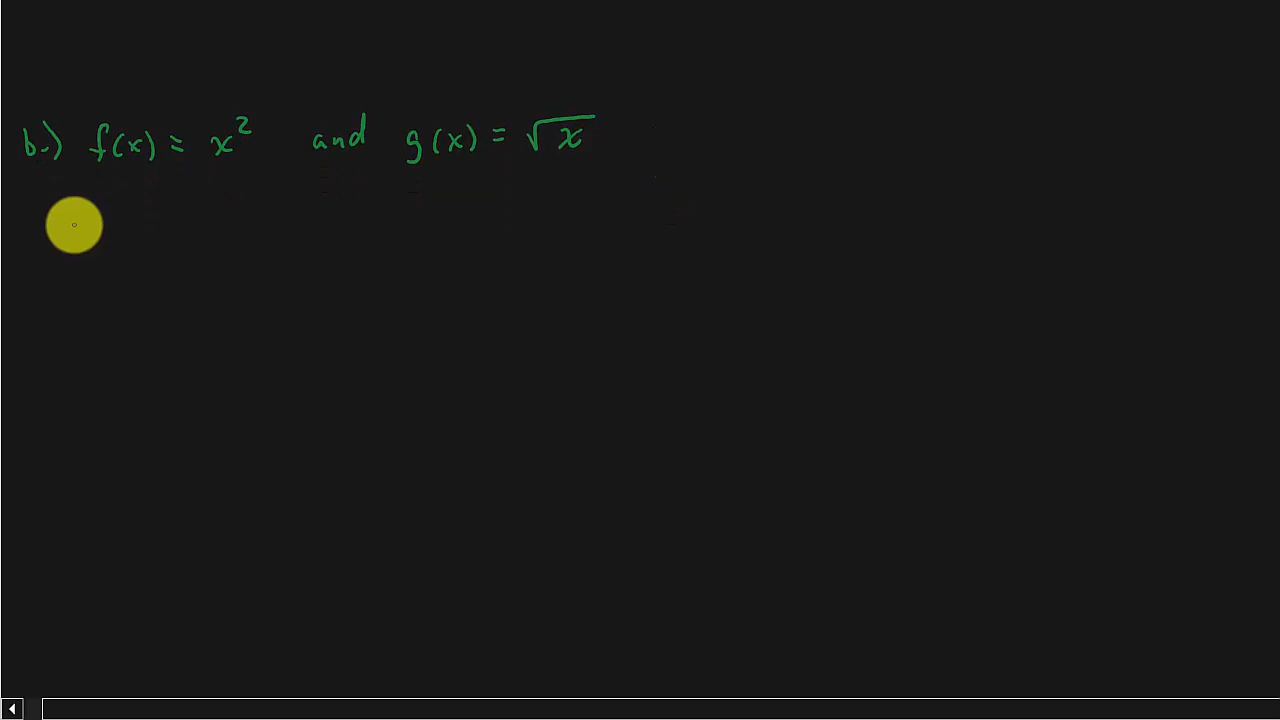 b.) f(x) = x² and g(x) = √x